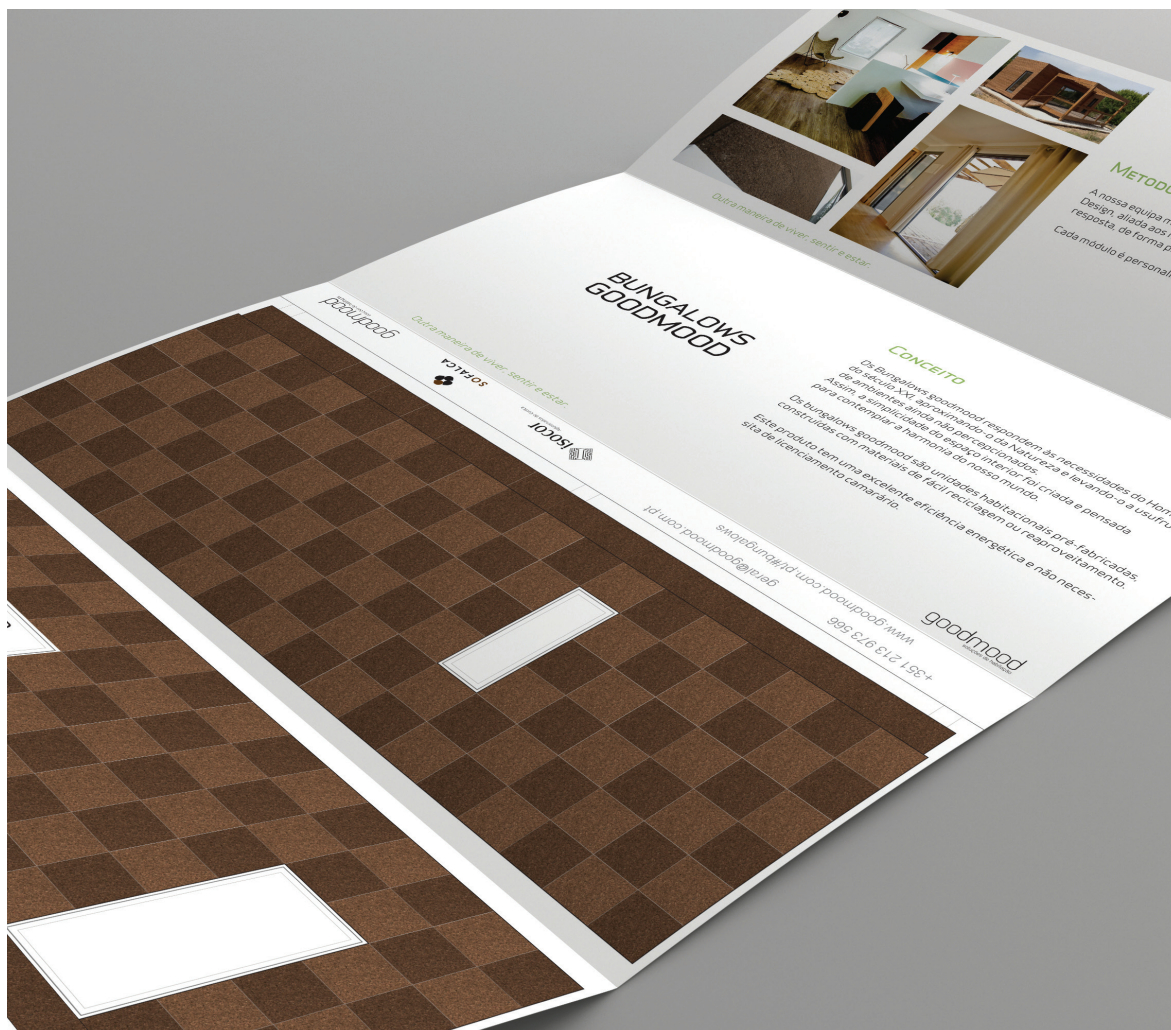 Outra maneira de viver, sentir e estar.
METODO
A nossa equipa m
Design, aliada aos
resposta, de forma p
Cada módulo é personali
BUNGALOWS
GOODMOOD
CONCEITO
Os Bungalows goodmood respondem às necessidades do Hom
do século XXI, aproximando-o da Natureza e levando-o a usufru
de ambientes ainda não percepcionados.
Assim, a simplicidade do espaço interior foi criada e pensada
para contemplar a harmonia do nosso mundo.
Os bungalows goodmood são unidades habitacionais pré-fabricadas,
construídas com materiais de fácil reciclagem ou reaproveitamento.
Este produto tem uma excelente eficiência energética e não neces-
sita de licenciamento camarário.
goodmood
soluções de habitação
Outra maneira de viver, sentir e estar.
goodmood
SOFALCA
Isocor
+351 213 973 566
www.goodmood.com.pt/#bungalows
geral@goodmood.com.pt